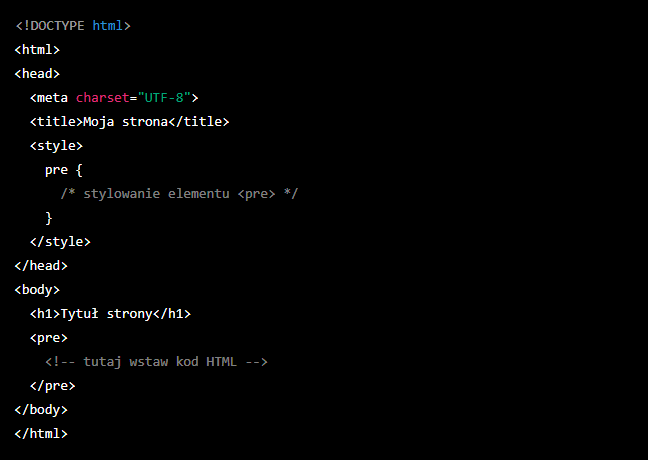 <!DOCTYPE html>
<html>
<head>
  <meta charset="UTF-8">
  <title>Moja strona</title>
  <style>
    pre {
      /* stylowanie elementu <pre> */
    }
  </style>
</head>
<body>
  <h1>Tytuł strony</h1>
  <pre>
    <!-- tutaj wstaw kod HTML -->
  </pre>
</body>
</html>